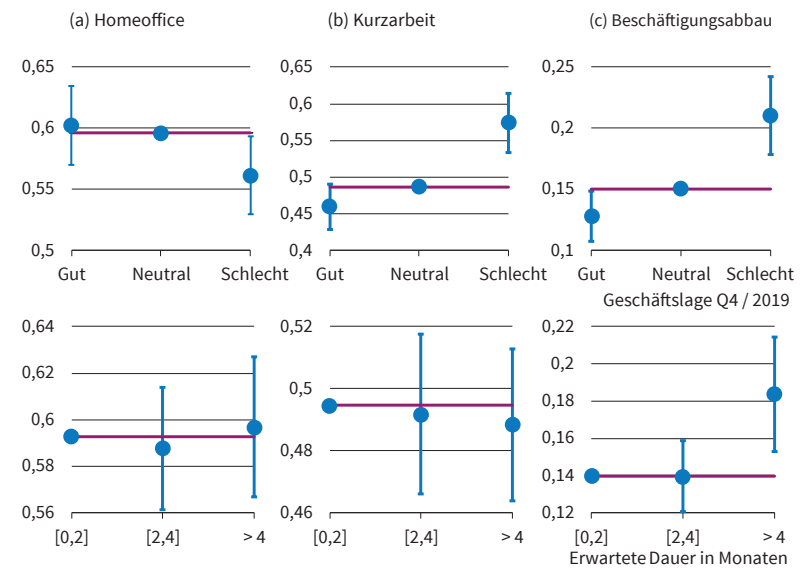 (a) Homeoffice
(b) Kurzarbeit
(c) Beschäftigungsabbau
0,65
0,6
0,55
0,5
Gut Neutral Schlecht
0,65
0,6
0,55
0,5
0,45
0,4
Gut Neutral Schlecht
0,25
0,2
0,15
0,1
Gut Neutral Schlecht
Geschäftslage Q4 / 2019
0,64
0,62
0,6
0,58
0,56
[0,2] [2,4] > 4
0,52
0,5
0,48
0,46
[0,2] [2,4] > 4
0,22
0,2
0,18
0,16
0,14
0,12
[0,2] [2,4] > 4
Erwartete Dauer in Monaten